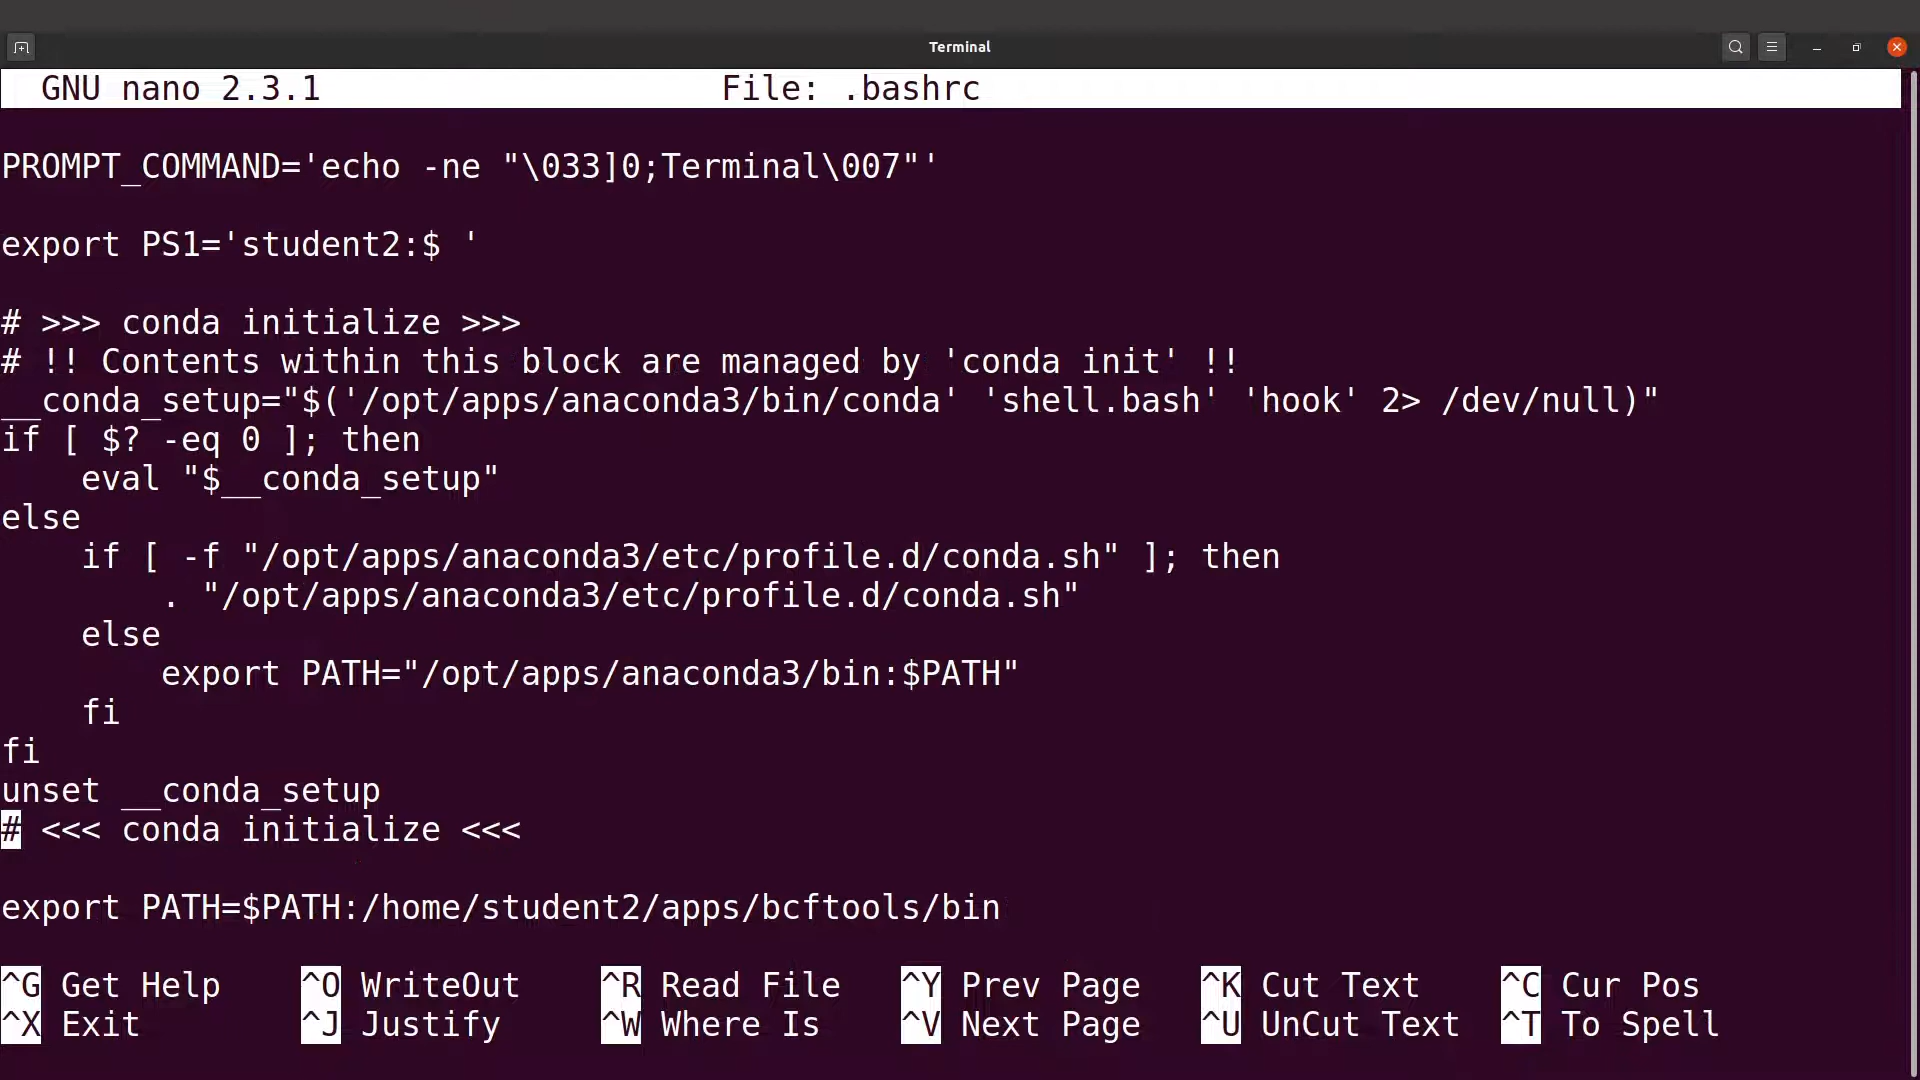 Terminal
GNU nano 2.3.1 File: .bashrc
PROMPT_COMMAND='echo -ne "\033]0;Terminal\007"'
export PS1='student2:$ '
# >>> conda initialize >>>
# !! Contents within this block are managed by 'conda init' !!
__conda_setup="$('/opt/apps/anaconda3/bin/conda' 'shell.bash' 'hook' 2> /dev/null)"
if [ $? -eq 0 ]; then
    eval "$__conda_setup"
else
    if [ -f "/opt/apps/anaconda3/etc/profile.d/conda.sh" ]; then
        . "/opt/apps/anaconda3/etc/profile.d/conda.sh"
    else
        export PATH="/opt/apps/anaconda3/bin:$PATH"
    fi
fi
unset __conda_setup
# <<< conda initialize <<<
export PATH=$PATH:/home/student2/apps/bcftools/bin
^G Get Help ^O WriteOut ^R Read File ^Y Prev Page ^K Cut Text ^C Cur Pos
^X Exit ^J Justify ^W Where Is ^V Next Page ^U UnCut Text ^T To Spell